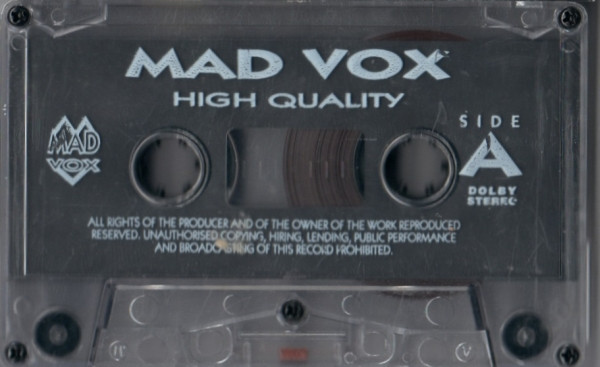 MAD VOX
HIGH QUALITY
SIDE
A
MAD
VOX
DOLBY
STEREO
ALL RIGHTS OF THE PRODUCER AND OF THE OWNER OF THE WORK REPRODUCED
RESERVED. UNAUTHORISED COPYING, HIRING, LENDING, PUBLIC PERFORMANCE
AND BROADCASTING OF THIS RECORD PROHIBITED.